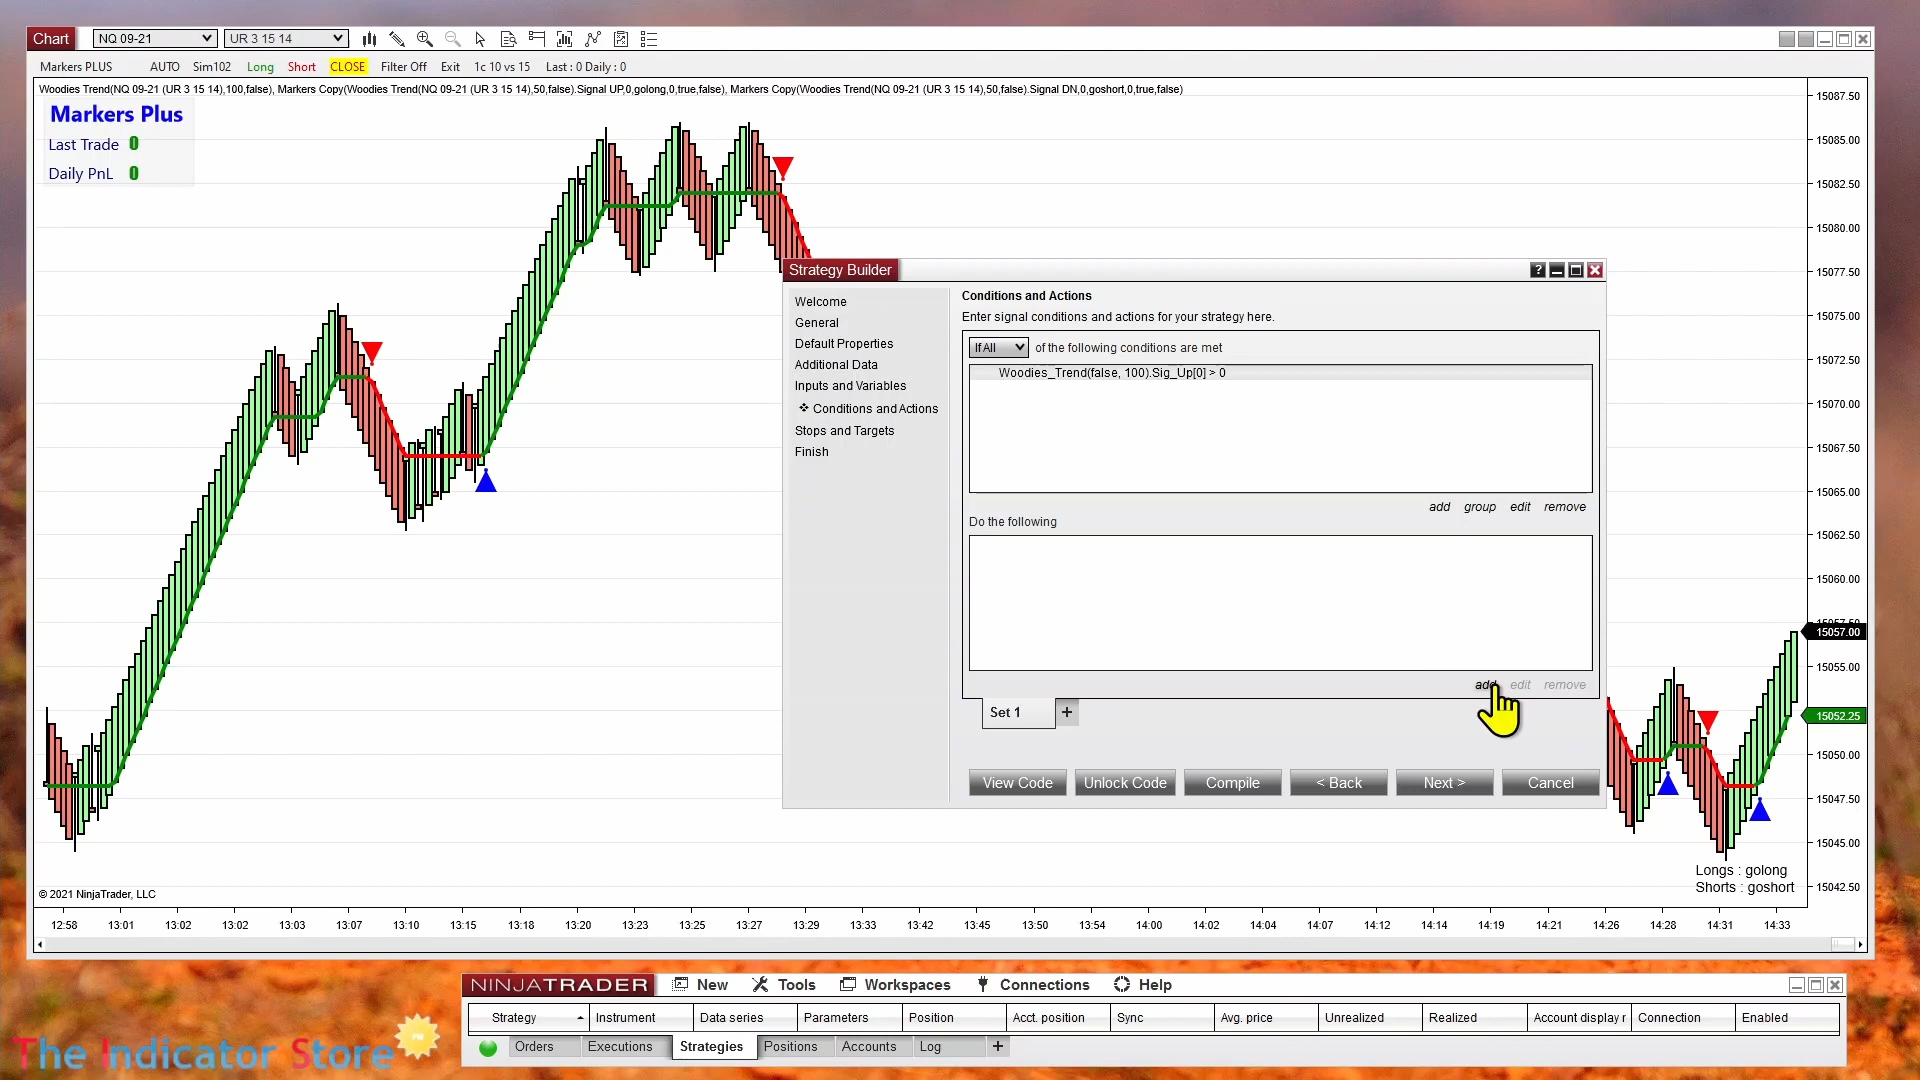 Chart NQ 09-21 UR 3 15 14
Markers PLUS AUTO Sim102 Long Short CLOSE Filter Off Exit 1c 10 vs 15 Last : 0 Daily : 0
Woodies Trend(NQ 09-21 (UR 3 15 14),100,false), Markers Copy(Woodies Trend(NQ 09-21 (UR 3 15 14),50,false).Signal UP,0,golong,0,true,false), Markers Copy(Woodies Trend(NQ 09-21 (UR 3 15 14),50,false).Signal DN,0,goshort,0,true,false)
Markers Plus
Last Trade 0
Daily PnL 0
15087.50
15085.00
15082.50
15080.00
15077.50
15075.00
15072.50
15070.00
15067.50
15065.00
15062.50
15060.00
15057.00
15055.00
15052.25
15050.00
15047.50
15045.00
15042.50
Strategy Builder
?
Welcome
General
Default Properties
Additional Data
Inputs and Variables
Conditions and Actions
Stops and Targets
Finish
Conditions and Actions
Enter signal conditions and actions for your strategy here.
If All of the following conditions are met
Woodies_Trend(false, 100).Sig_Up[0] > 0
add group edit remove
Do the following
add edit remove
Set 1 +
View Code Unlock Code Compile < Back Next > Cancel
Longs : golong
Shorts : goshort
© 2021 NinjaTrader, LLC
12:58 13:01 13:02 13:02 13:03 13:07 13:10 13:15 13:18 13:20 13:23 13:25 13:27 13:29 13:33 13:42 13:45 13:50 13:54 14:00 14:02 14:04 14:07 14:12 14:14 14:19 14:21 14:26 14:28 14:31 14:33
NINJATRADER New Tools Workspaces Connections Help
Strategy Instrument Data series Parameters Position Acct. position Sync Avg. price Unrealized Realized Account display r Connection Enabled
Orders Executions Strategies Positions Accounts Log +
The Indicator Store